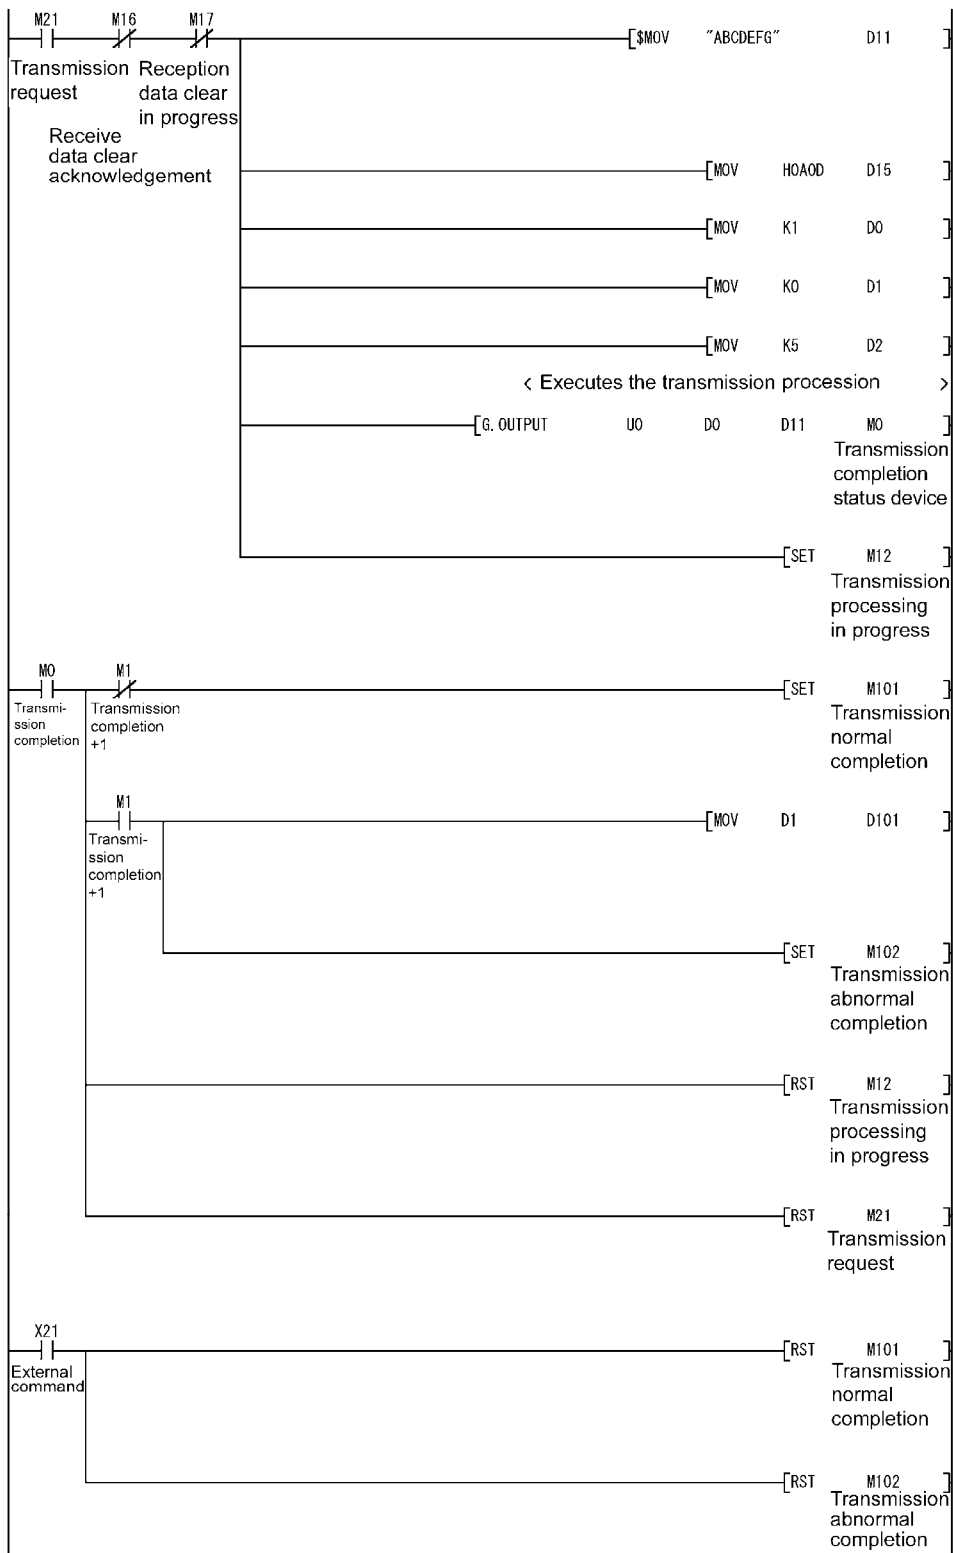 M21 M16 M17
[$MOV "ABCDEFG" D11 ]
Transmission request
Reception data clear in progress
Receive data clear acknowledgement
[MOV H0A0D D15 ]
[MOV K1 D0 ]
[MOV K0 D1 ]
[MOV K5 D2 ]
< Executes the transmission procession >
[G.OUTPUT U0 D0 D11 M0 ]
Transmission
completion
status device
[SET M12 ]
Transmission
processing
in progress
M0 M1
[SET M101 ]
Transmi-
ssion
completion
Transmission
completion
+1
Transmission
normal
completion
M1
[MOV D1 D101 ]
Transmi-
ssion
completion
+1
[SET M102 ]
Transmission
abnormal
completion
[RST M12 ]
Transmission
processing
in progress
[RST M21 ]
Transmission
request
X21
[RST M101 ]
External
command
Transmission
normal
completion
[RST M102 ]
Transmission
abnormal
completion